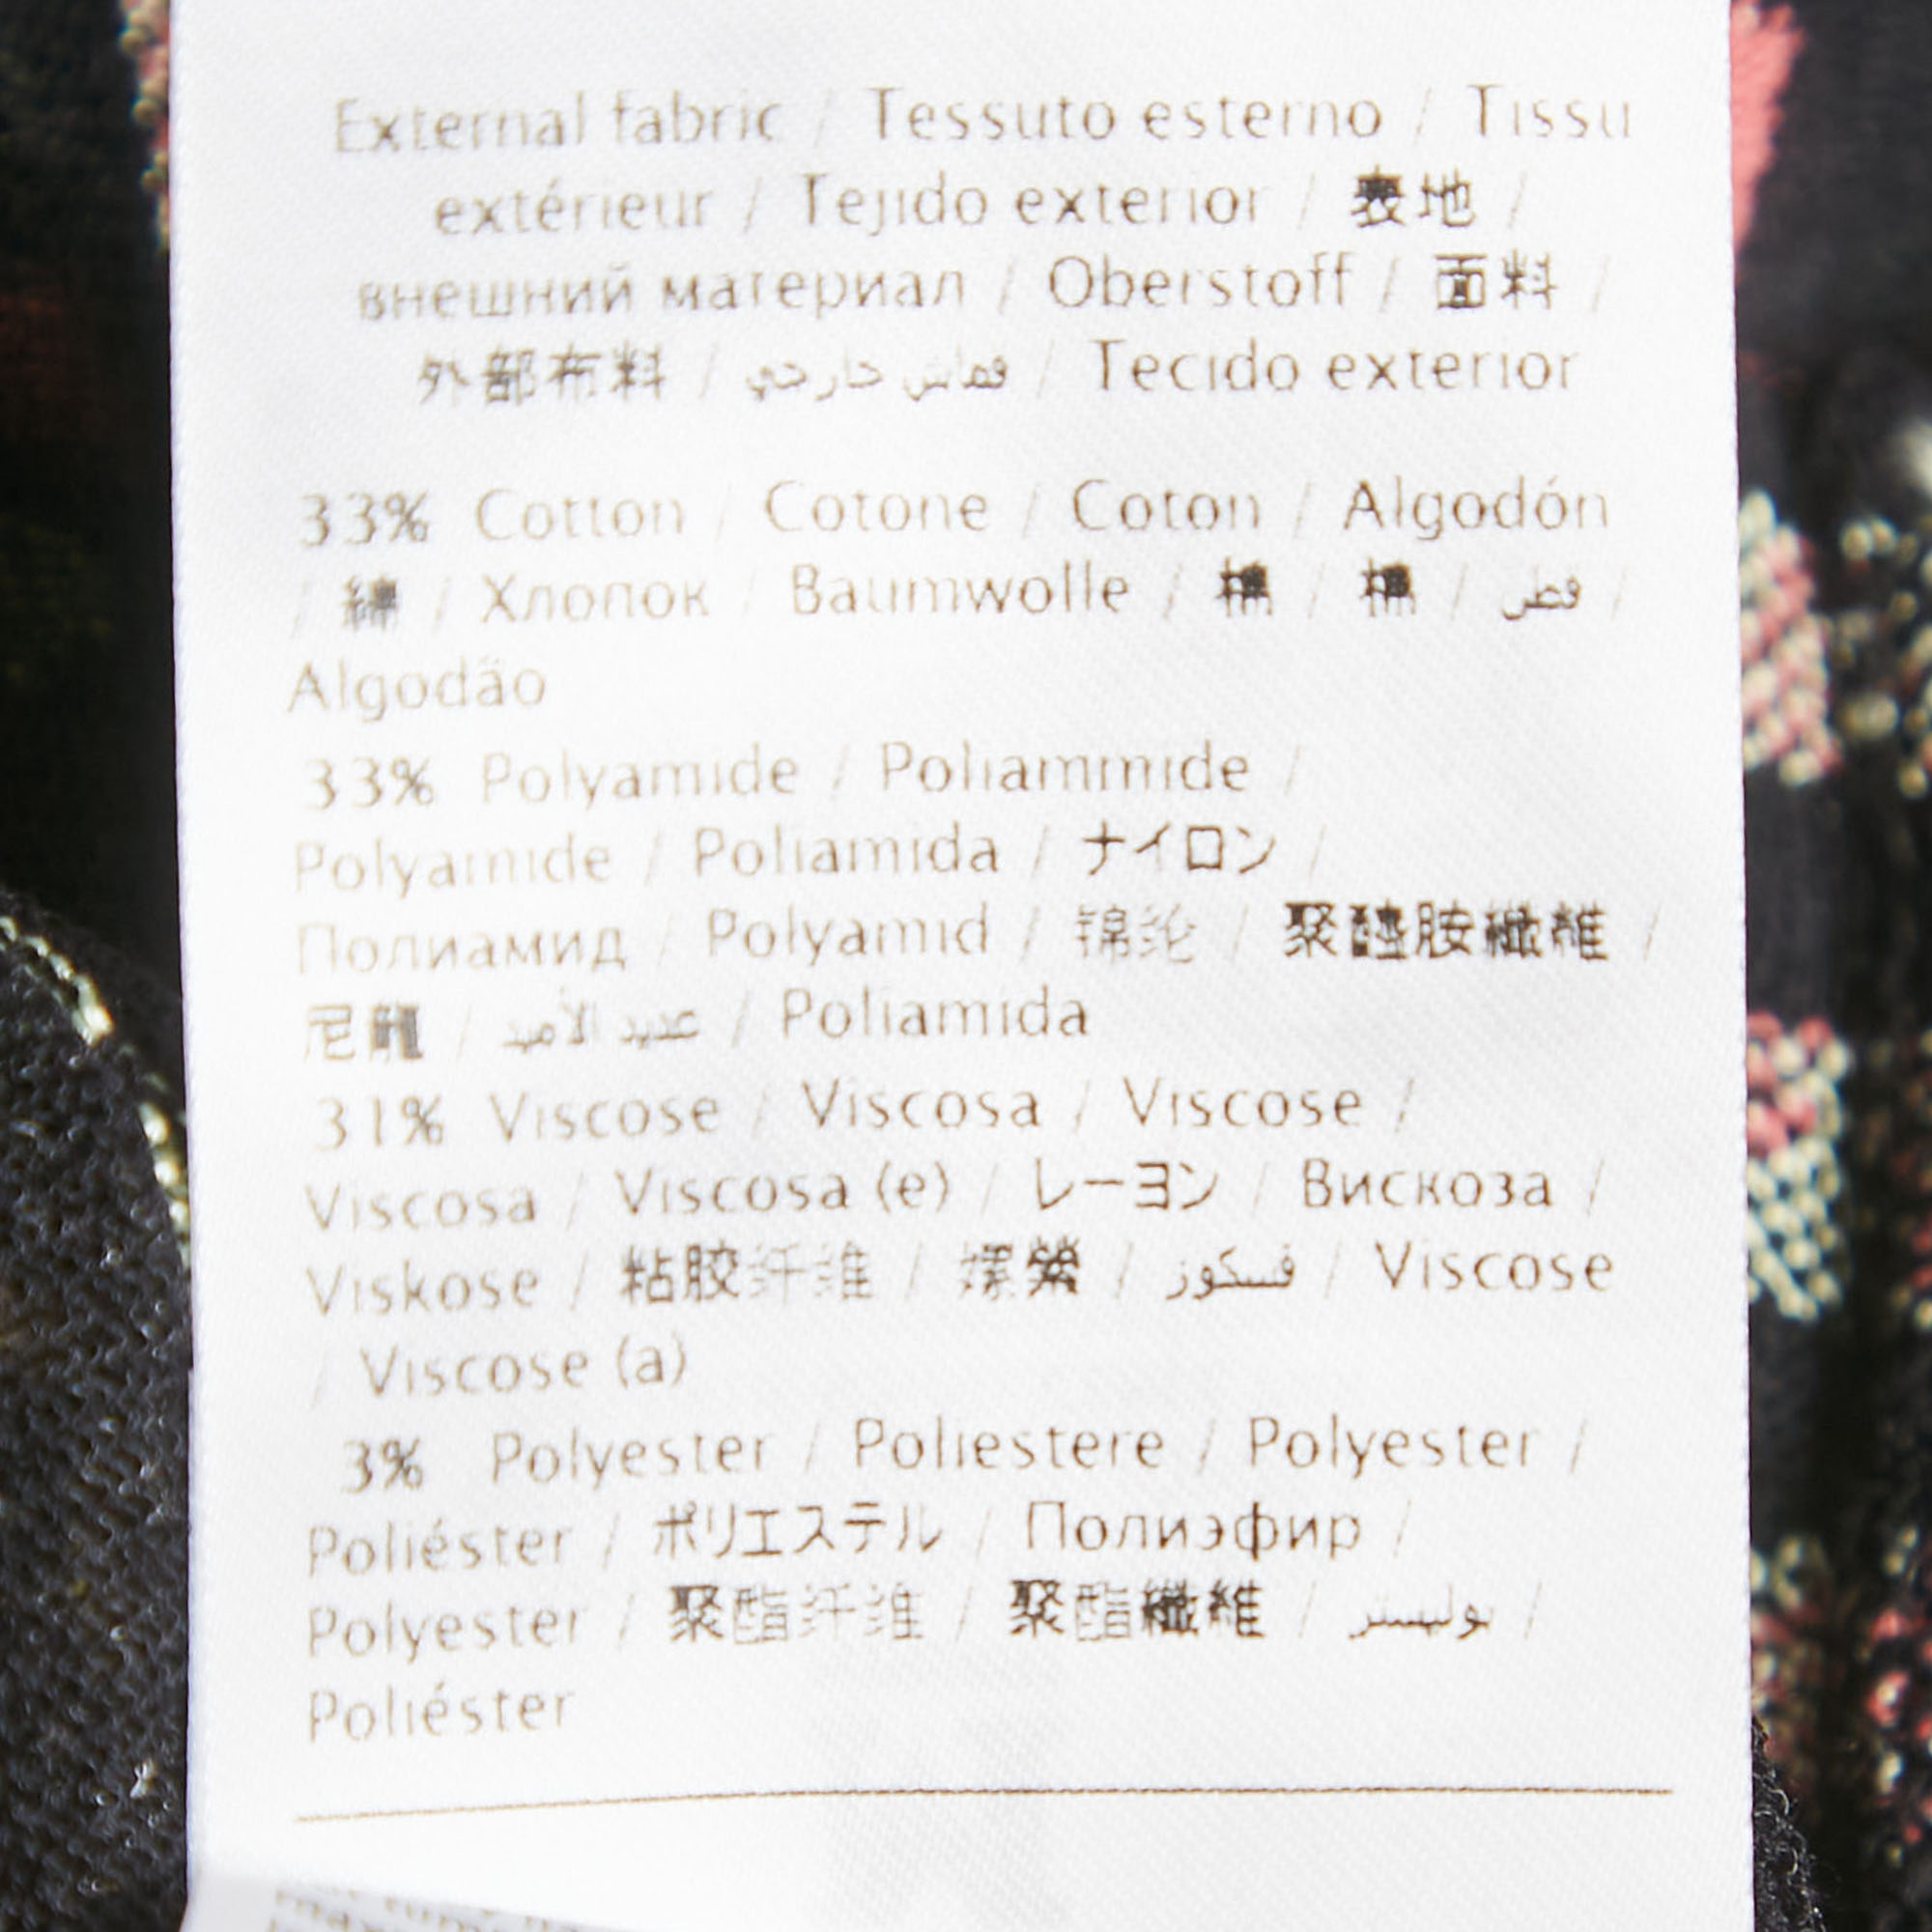 External fabric / Tessuto esterno / Tissu
extérieur / Tejido exterior / 表地 /
внешний материал / Oberstoff / 面料 /
外部布料 / قماش خارجي / Tecido exterior
33% Cotton / Cotone / Coton / Algodón
/ 綿 / Хлопок / Baumwolle / 棉 / 棉 / قطن /
Algodão
33% Polyamide / Poliammide /
Polyamide / Poliamida / ナイロン /
Полиамид / Polyamid / 锦纶 / 聚醯胺纖維 /
尼龍 / عديد الأميد / Poliamida
31% Viscose / Viscosa / Viscose /
Viscosa / Viscosa (e) / レーヨン / Вискоза /
Viskose / 粘胶纤维 / 嫘縈 / فسكوز / Viscose
/ Viscose (a)
3% Polyester / Poliestere / Polyester /
Poliéster / ポリエステル / Полиэфир /
Polyester / 聚酯纤维 / 聚酯纖維 / بوليستر /
Poliéster